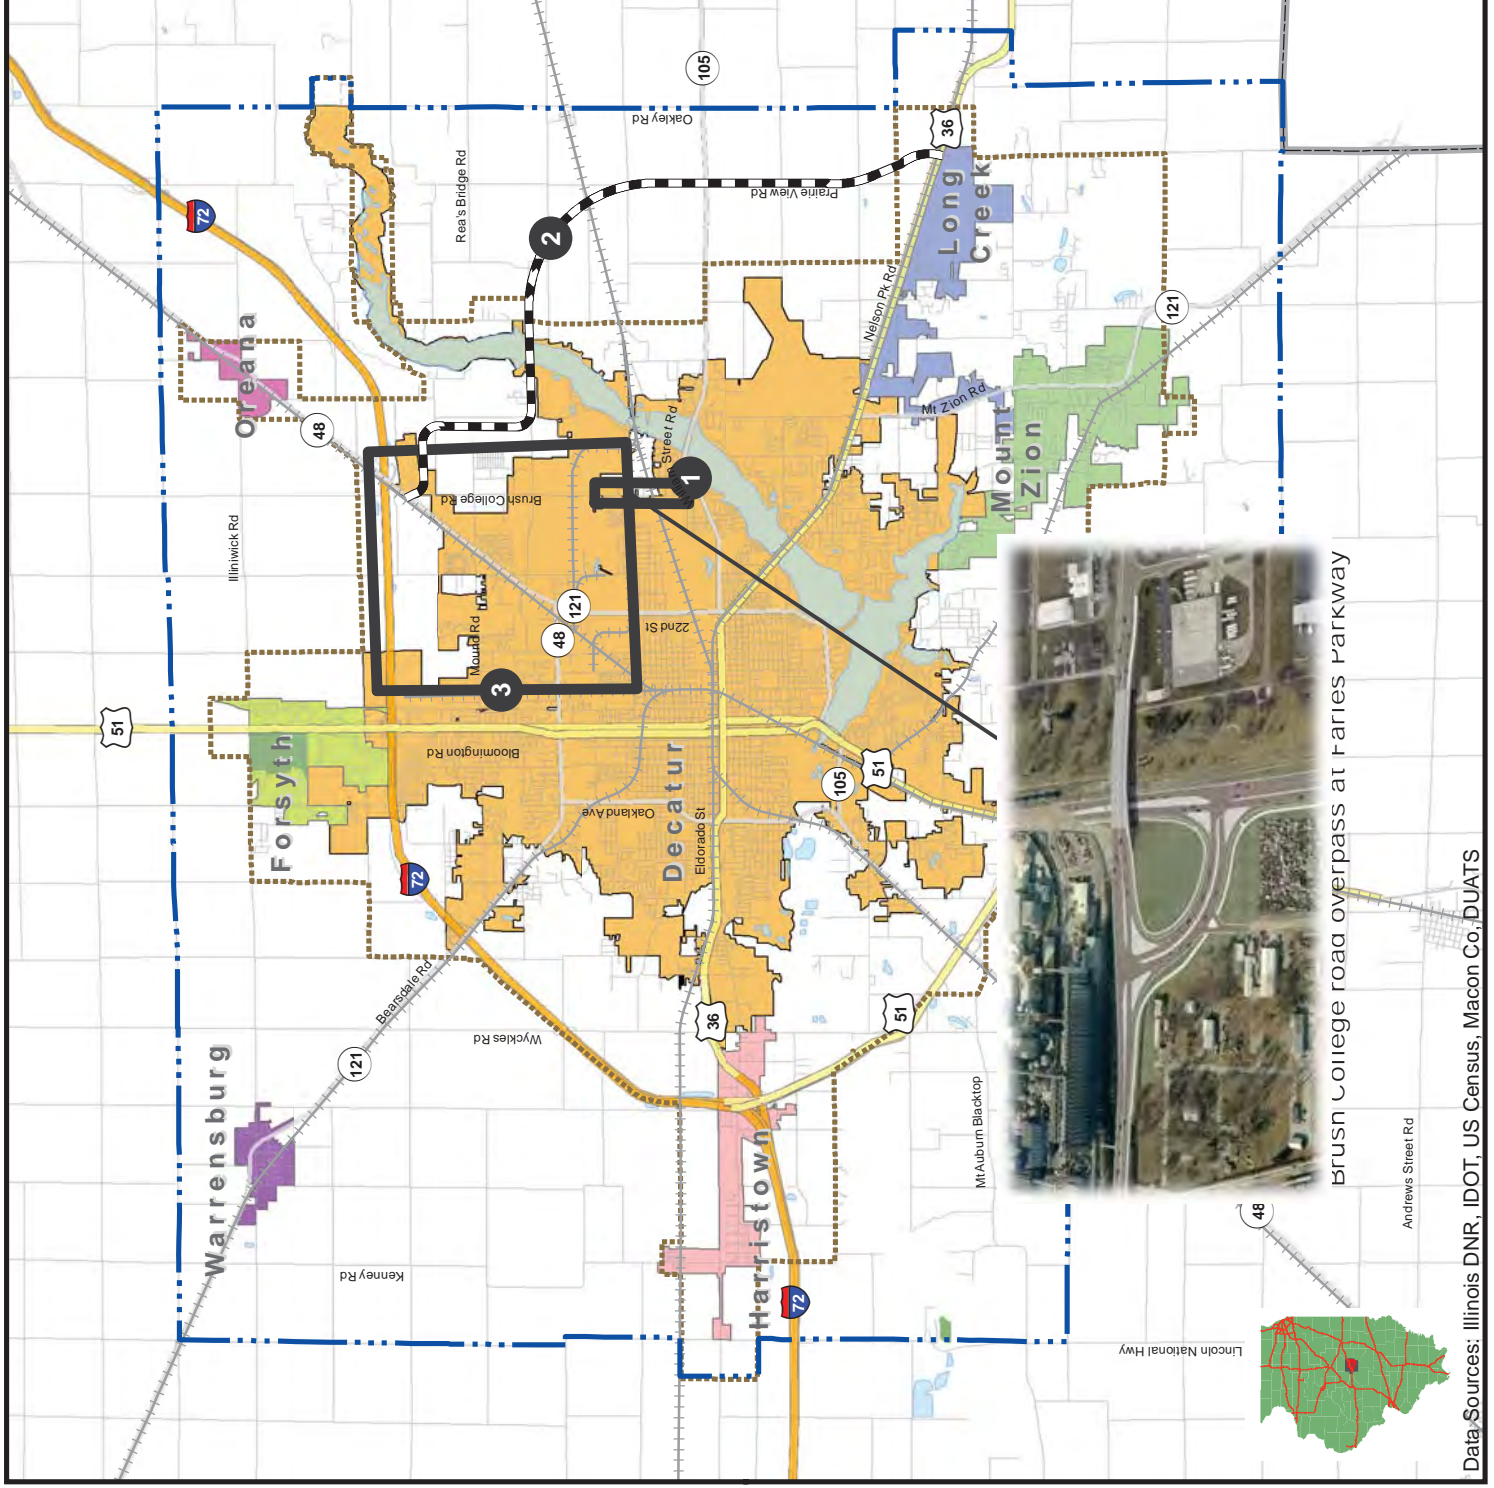 72
105
Oakley Rd
36
Rea's Bridge Rd
Prairie View Rd
2
Long
Creek
Oreana
48
Nelson Pk Rd
121
Mt Zion Rd
Mount
Zion
Street Rd
1
Brush College Rd
Illiniwick Rd
121
48
22nd St
Mound Rd
3
51
Forsyth
Bloomington Rd
Decatur
Oakland Ave
Eldorado St
105
51
72
Bearsdale Rd
Wyckles Rd
36
51
121
Warrensburg
Harristown
Mt Auburn Blacktop
Kenney Rd
72
Brush College road overpass at Faries Parkway
Andrews Street Rd
48
Lincoln National Hwy
Data Sources: Illinois DNR, IDOT, US Census, Macon Co, DUATS